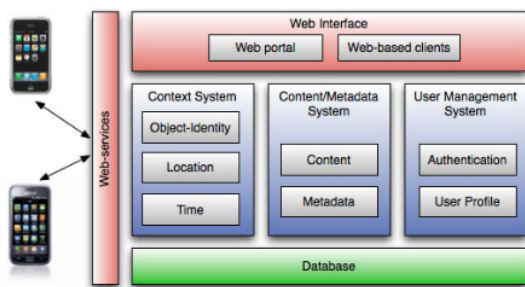 Web Interface
Web portal
Web-based clients
Web-services
Context System
Object-Identity
Location
Time
Content/Metadata
System
Content
Metadata
User Management
System
Authentication
User Profile
Database